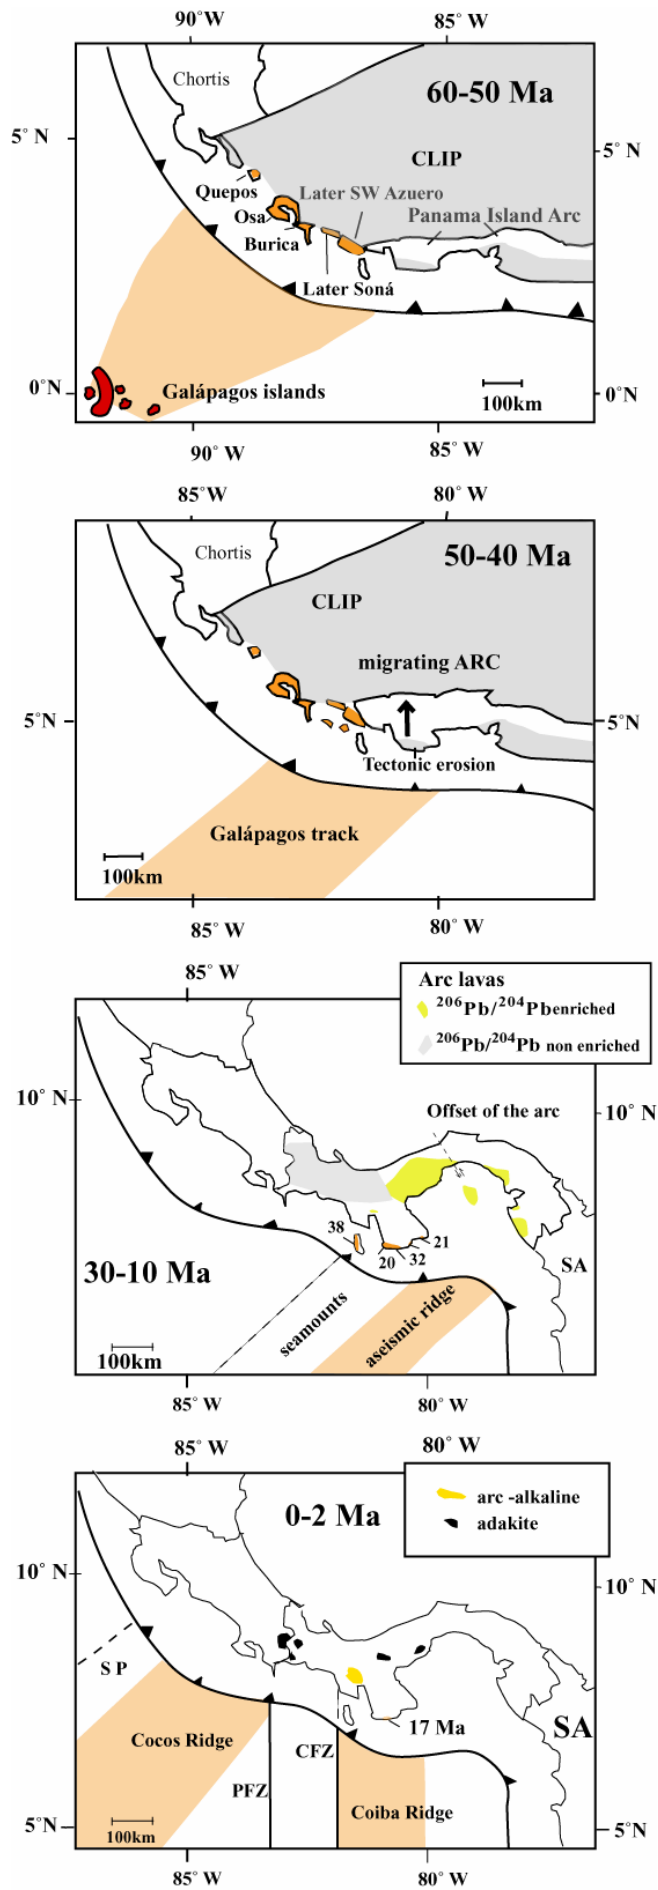 90°W
85°W
Chortis
60-50 Ma
5° N
5° N
CLIP
Quepos
Later SW Azuero
Osa
Panama Island Arc
Burica
Later Soná
0°N
Galápagos islands
100km
0°N
90° W
85° W
85°W
80° W
Chortis
50-40 Ma
CLIP
migrating ARC
5°N
5°N
Tectonic erosion
Galápagos track
100km
85° W
80° W
85° W
Arc lavas
206Pb/204Pb enriched
206Pb/204Pb non enriched
10° N
10° N
Offset of the arc
38
21
20
32
SA
30-10 Ma
seamounts
aseismic ridge
100km
85° W
80° W
85° W
80° W
arc -alkaline
0-2 Ma
adakite
10° N
10° N
S P
17 Ma
SA
Cocos Ridge
CFZ
PFZ
Coiba Ridge
5°N
100km
5°N
85° W
80° W